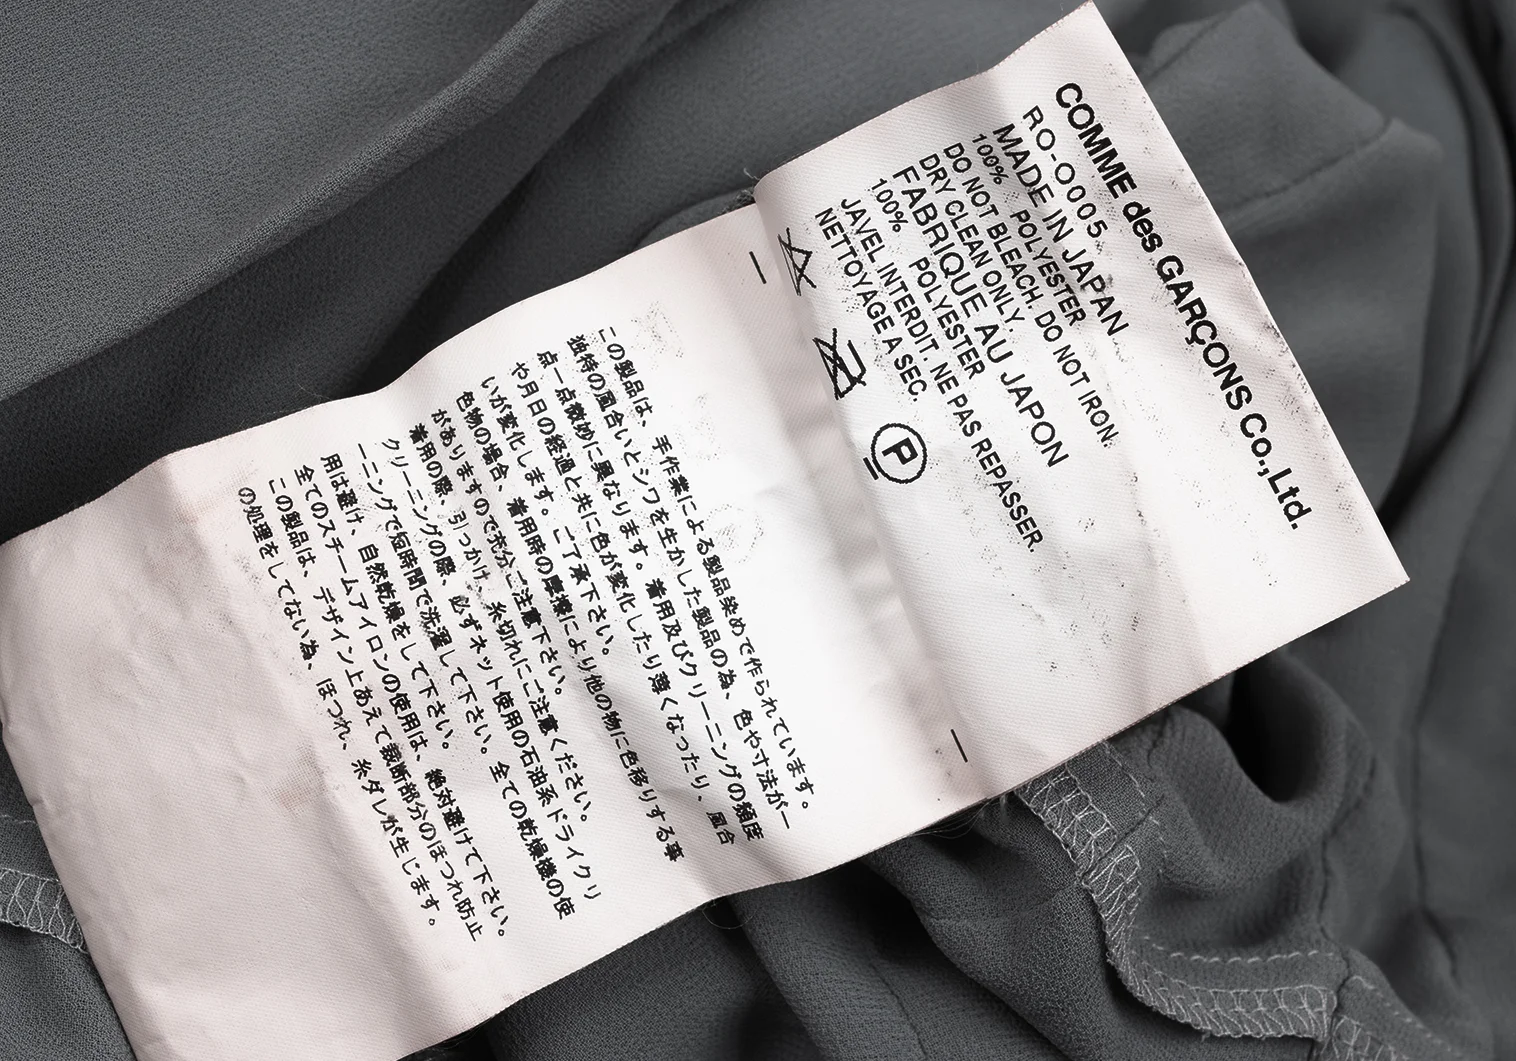 COMME des GARÇONS Co.,Ltd.
RO-O005
MADE IN JAPAN
100% POLYESTER
DO NOT BLEACH. DO NOT IRON.
DRY CLEAN ONLY.
FABRIQUE AU JAPON
100% POLYESTER
JAVEL INTERDIT. NE PAS REPASSER.
NETTOYAGE A SEC.
P
この製品は、手作業による製品染めで作られています。
独特の風合いとシワを生かした製品の為、色や寸法が一
点一点微妙に異なります。着用及びクリーニングの頻度
や月日の経過と共に色が変化したり薄くなったり、風合
いが変化します。ご了承下さい。
色物の場合、着用時の摩擦により他の物に色移りする事
がありますので充分ご注意下さい。
着用の際、引っかけ、糸切れにご注意ください。
クリーニングの際、必ずネット使用の石油系ドライクリ
ーニングで短時間で洗濯して下さい。全ての乾燥機の使
用は避け、自然乾燥をして下さい。
全てのスチームアイロンの使用は、絶対避けて下さい。
この製品は、デザイン上あえて裁断部分のほつれ防止
の処理をしてない為、ほつれ、糸ダレが生じます。